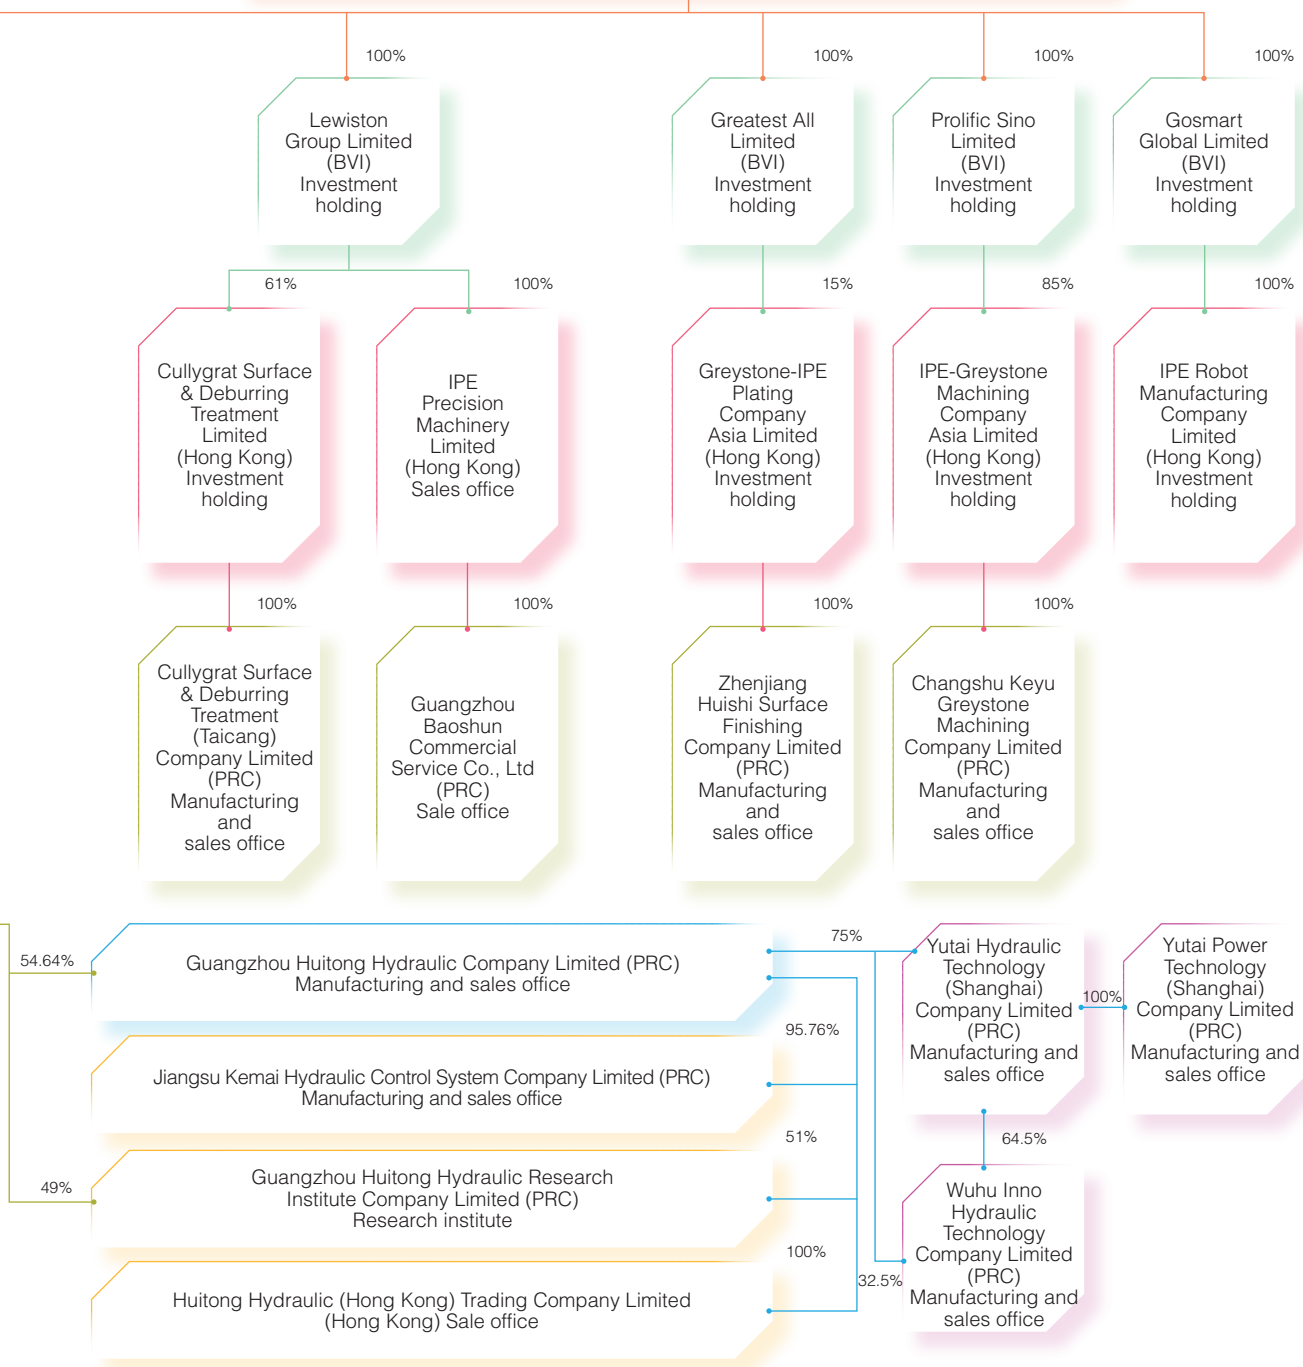 100%
100%
100%
100%
Lewiston
Group Limited
(BVI)
Investment
holding
Greatest All
Limited
(BVI)
Investment
holding
Prolific Sino
Limited
(BVI)
Investment
holding
Gosmart
Global Limited
(BVI)
Investment
holding
61%
100%
15%
85%
100%
Cullygrat Surface
& Deburring
Treatment
Limited
(Hong Kong)
Investment
holding
IPE
Precision
Machinery
Limited
(Hong Kong)
Sales office
Greystone-IPE
Plating
Company
Asia Limited
(Hong Kong)
Investment
holding
IPE-Greystone
Machining
Company
Asia Limited
(Hong Kong)
Investment
holding
IPE Robot
Manufacturing
Company
Limited
(Hong Kong)
Investment
holding
100%
100%
100%
100%
Cullygrat Surface
& Deburring
Treatment
(Taicang)
Company Limited
(PRC)
Manufacturing
and
sales office
Guangzhou
Baoshun
Commercial
Service Co., Ltd
(PRC)
Sale office
Zhenjiang
Huishi Surface
Finishing
Company Limited
(PRC)
Manufacturing
and
sales office
Changshu Keyu
Greystone
Machining
Company Limited
(PRC)
Manufacturing
and
sales office
54.64%
Guangzhou Huitong Hydraulic Company Limited (PRC)
Manufacturing and sales office
75%
Yutai Hydraulic
Technology
(Shanghai)
Company Limited
(PRC)
Manufacturing and
sales office
100%
Yutai Power
Technology
(Shanghai)
Company Limited
(PRC)
Manufacturing and
sales office
95.76%
Jiangsu Kemai Hydraulic Control System Company Limited (PRC)
Manufacturing and sales office
51%
64.5%
49%
Guangzhou Huitong Hydraulic Research
Institute Company Limited (PRC)
Research institute
100%
32.5%
Wuhu Inno
Hydraulic
Technology
Company Limited
(PRC)
Manufacturing and
sales office
Huitong Hydraulic (Hong Kong) Trading Company Limited
(Hong Kong) Sale office